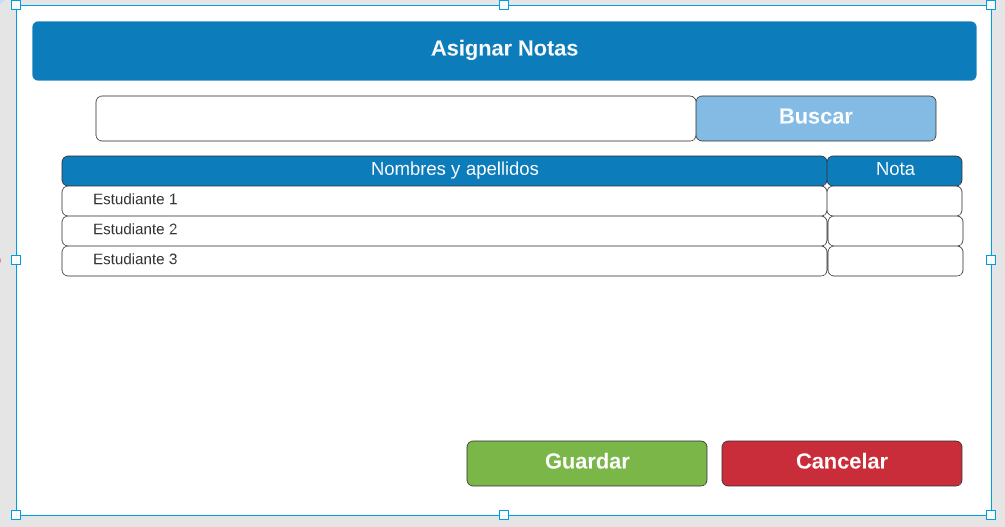 Asignar Notas
Buscar
Nombres y apellidos Nota
Estudiante 1
Estudiante 2
Estudiante 3
Guardar Cancelar